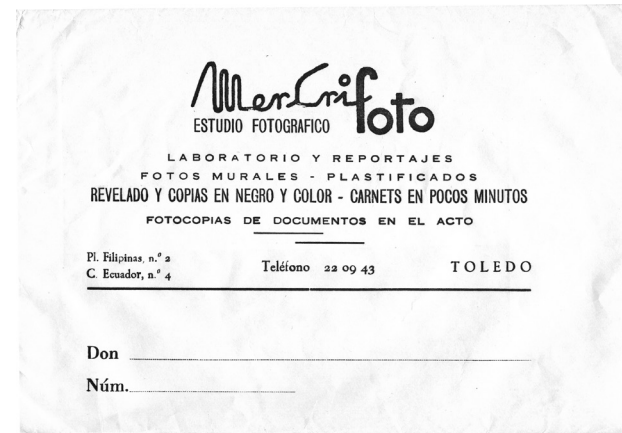 MerCrifoto
ESTUDIO FOTOGRAFICO
LABORATORIO Y REPORTAJES
FOTOS MURALES - PLASTIFICADOS
REVELADO Y COPIAS EN NEGRO Y COLOR - CARNETS EN POCOS MINUTOS
FOTOCOPIAS DE DOCUMENTOS EN EL ACTO
Pl. Filipinas, n.º 2
C. Ecuador, n.º 4
Teléfono 22 09 43
TOLEDO
Don
Núm.